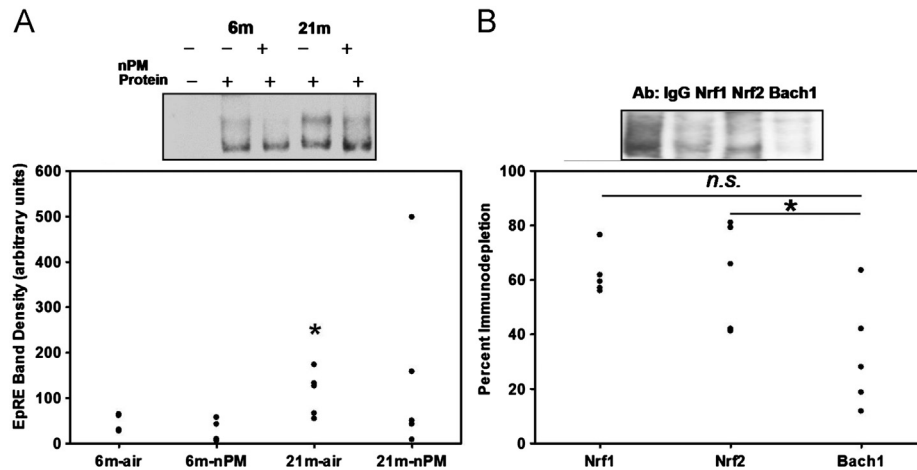 A
6m 21m
− − + − +
nPM
Protein − + + + +
EpRE Band Density (arbitrary units)
600
500
400
300
200
100
0
*
6m-air 6m-nPM 21m-air 21m-nPM
B
Ab: IgG Nrf1 Nrf2 Bach1
Percent Immunodepletion
100
80
60
40
20
0
n.s.
*
Nrf1 Nrf2 Bach1